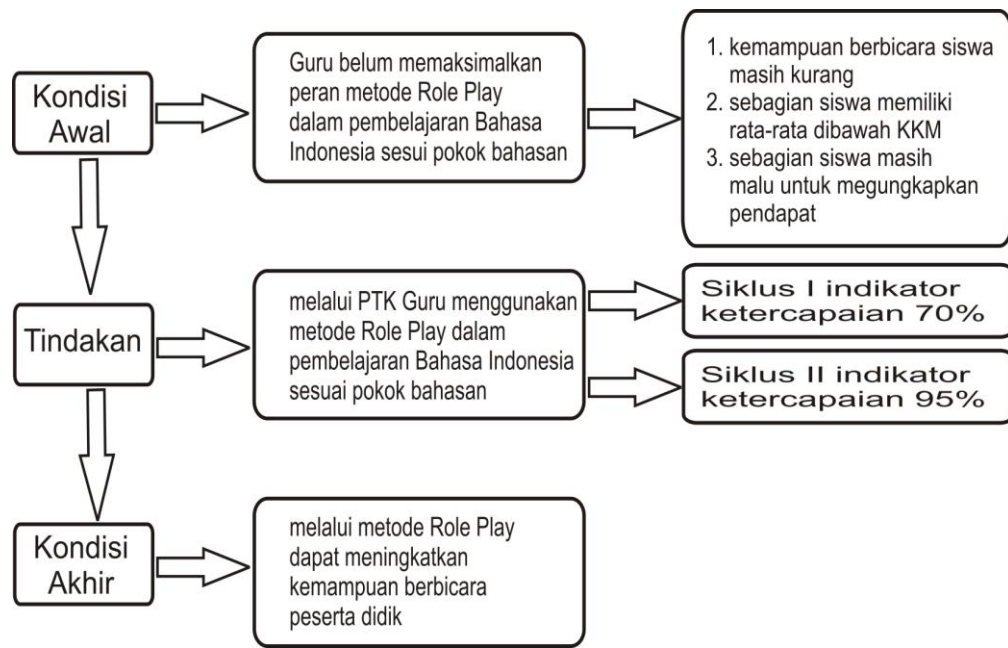 Kondisi
Awal
Guru belum memaksimalkan
peran metode Role Play
dalam pembelajaran Bahasa
Indonesia sesui pokok bahasan
1. kemampuan berbicara siswa
masih kurang
2. sebagian siswa memiliki
rata-rata dibawah KKM
3. sebagian siswa masih
malu untuk megungkapkan
pendapat
Tindakan
melalui PTK Guru menggunakan
metode Role Play dalam
pembelajaran Bahasa Indonesia
sesuai pokok bahasan
Siklus I indikator
ketercapaian 70%
Siklus II indikator
ketercapaian 95%
Kondisi
Akhir
melalui metode Role Play
dapat meningkatkan
kemampuan berbicara
peserta didik